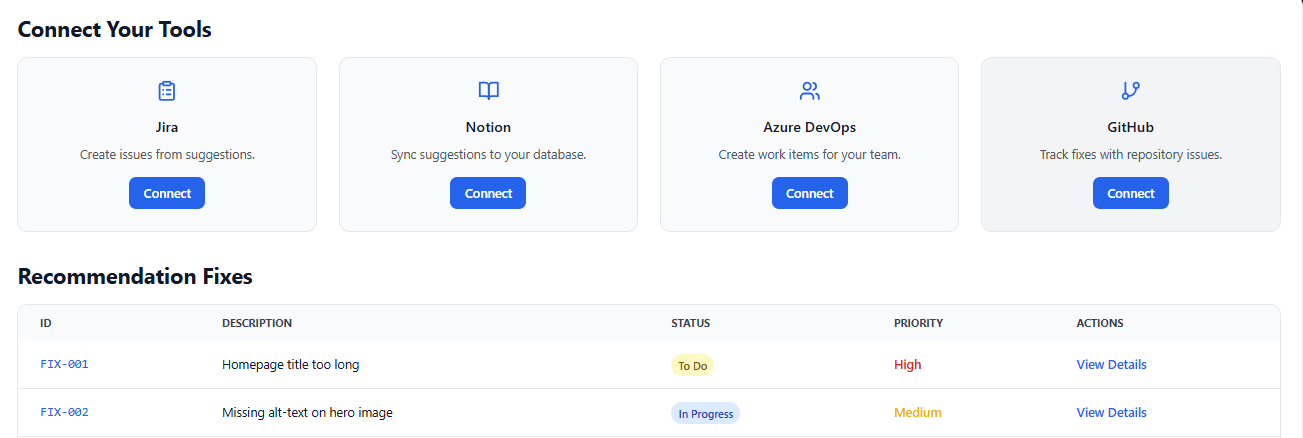 Connect Your Tools
Jira
Create issues from suggestions.
Connect
Notion
Sync suggestions to your database.
Connect
Azure DevOps
Create work items for your team.
Connect
GitHub
Track fixes with repository issues.
Connect
Recommendation Fixes
ID DESCRIPTION STATUS PRIORITY ACTIONS
FIX-001 Homepage title too long To Do High View Details
FIX-002 Missing alt-text on hero image In Progress Medium View Details